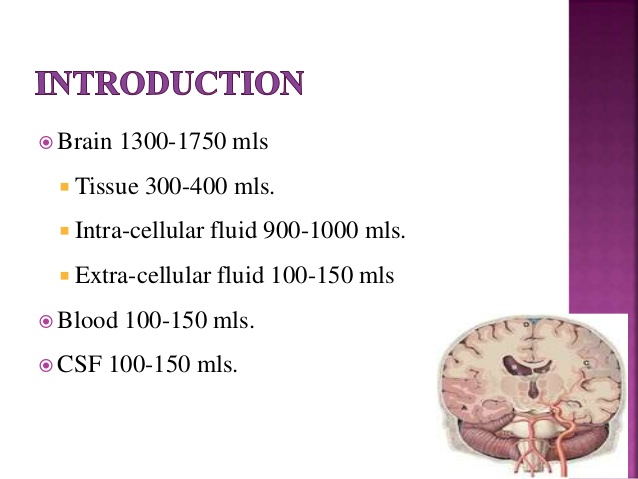 INTRODUCTION
Brain 1300-1750 mls
Tissue 300-400 mls.
Intra-cellular fluid 900-1000 mls.
Extra-cellular fluid 100-150 mls
Blood 100-150 mls.
CSF 100-150 mls.